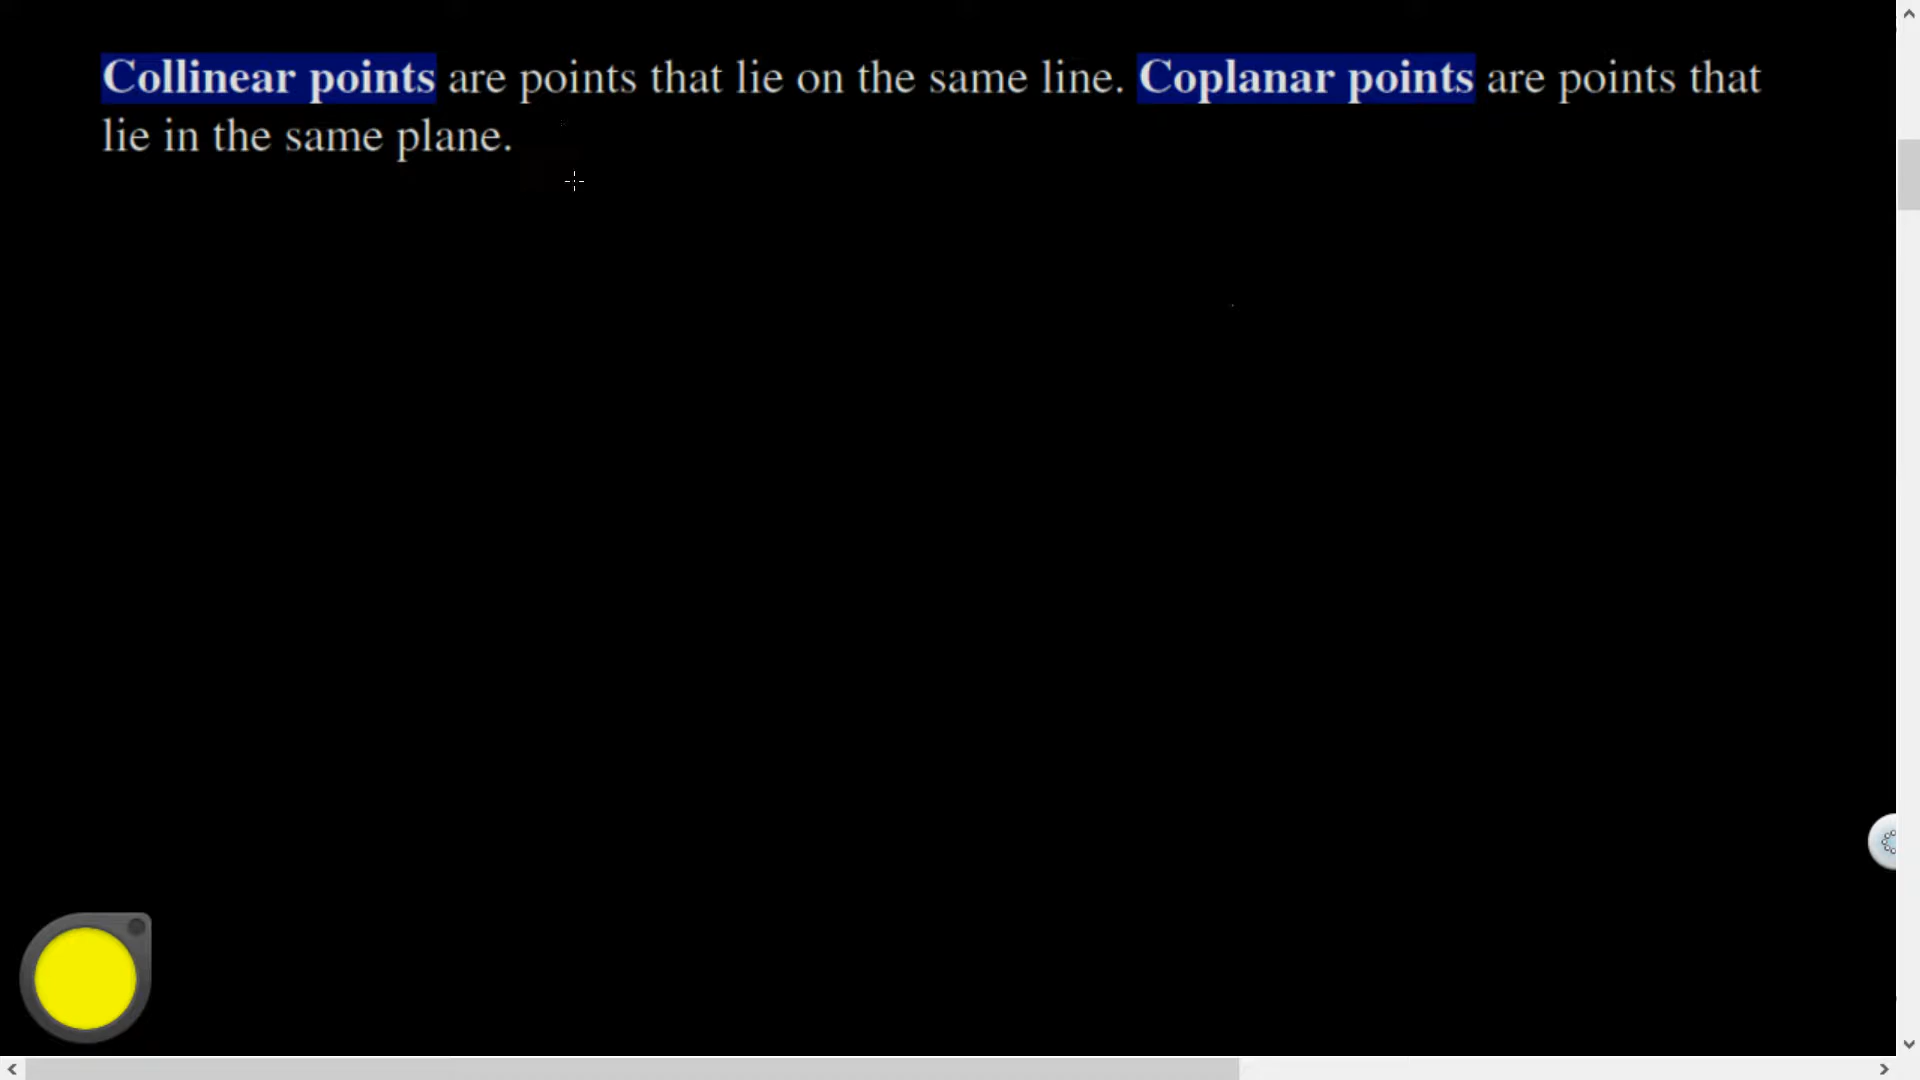 Collinear points are points that lie on the same line. Coplanar points are points that
lie in the same plane.